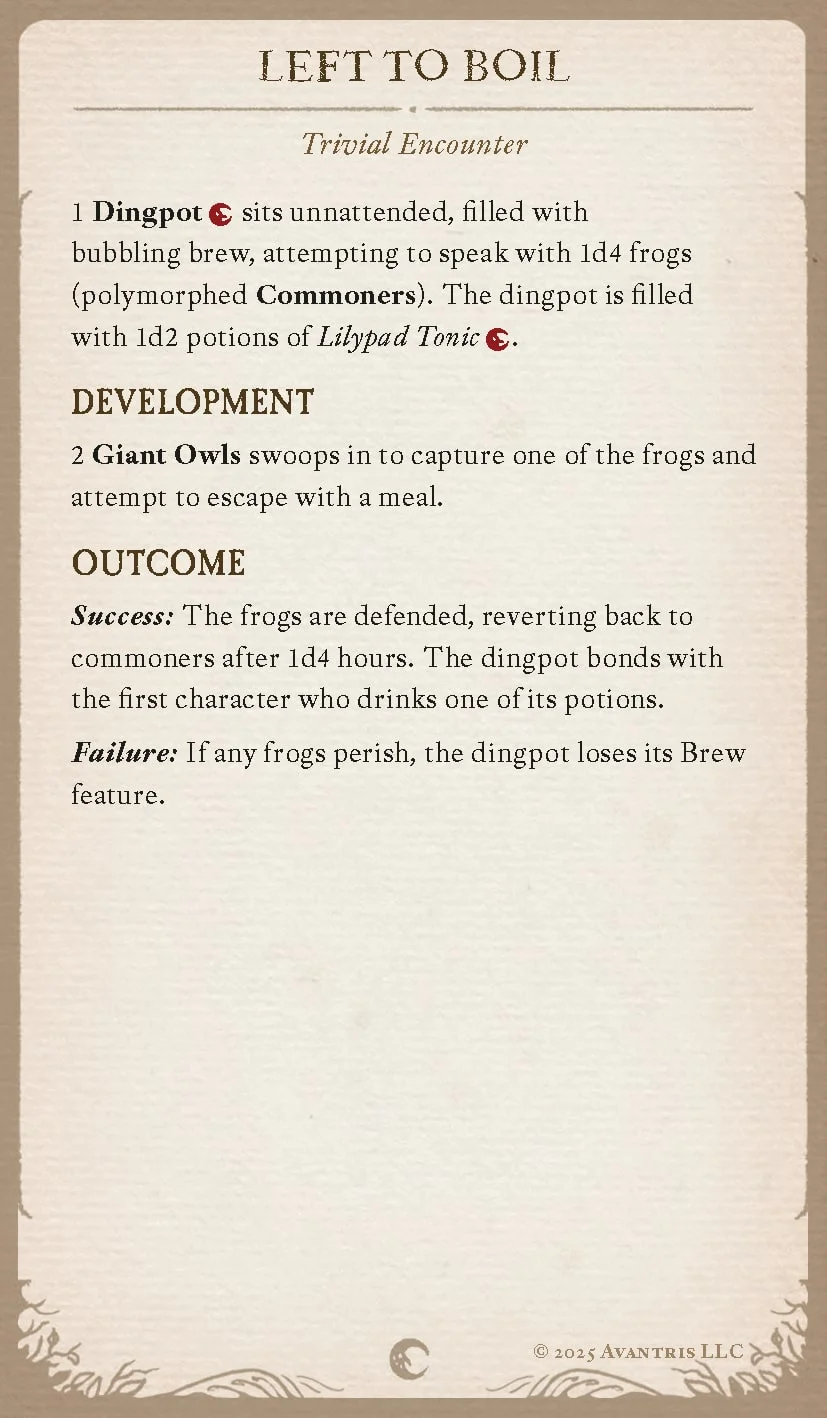 LEFT TO BOIL
Trivial Encounter
1 Dingpot sits unnattended, filled with
bubbling brew, attempting to speak with 1d4 frogs
(polymorphed Commoners). The dingpot is filled
with 1d2 potions of Lilypad Tonic .
DEVELOPMENT
2 Giant Owls swoops in to capture one of the frogs and
attempt to escape with a meal.
OUTCOME
Success: The frogs are defended, reverting back to
commoners after 1d4 hours. The dingpot bonds with
the first character who drinks one of its potions.
Failure: If any frogs perish, the dingpot loses its Brew
feature.
© 2025 AVANTRIS LLC